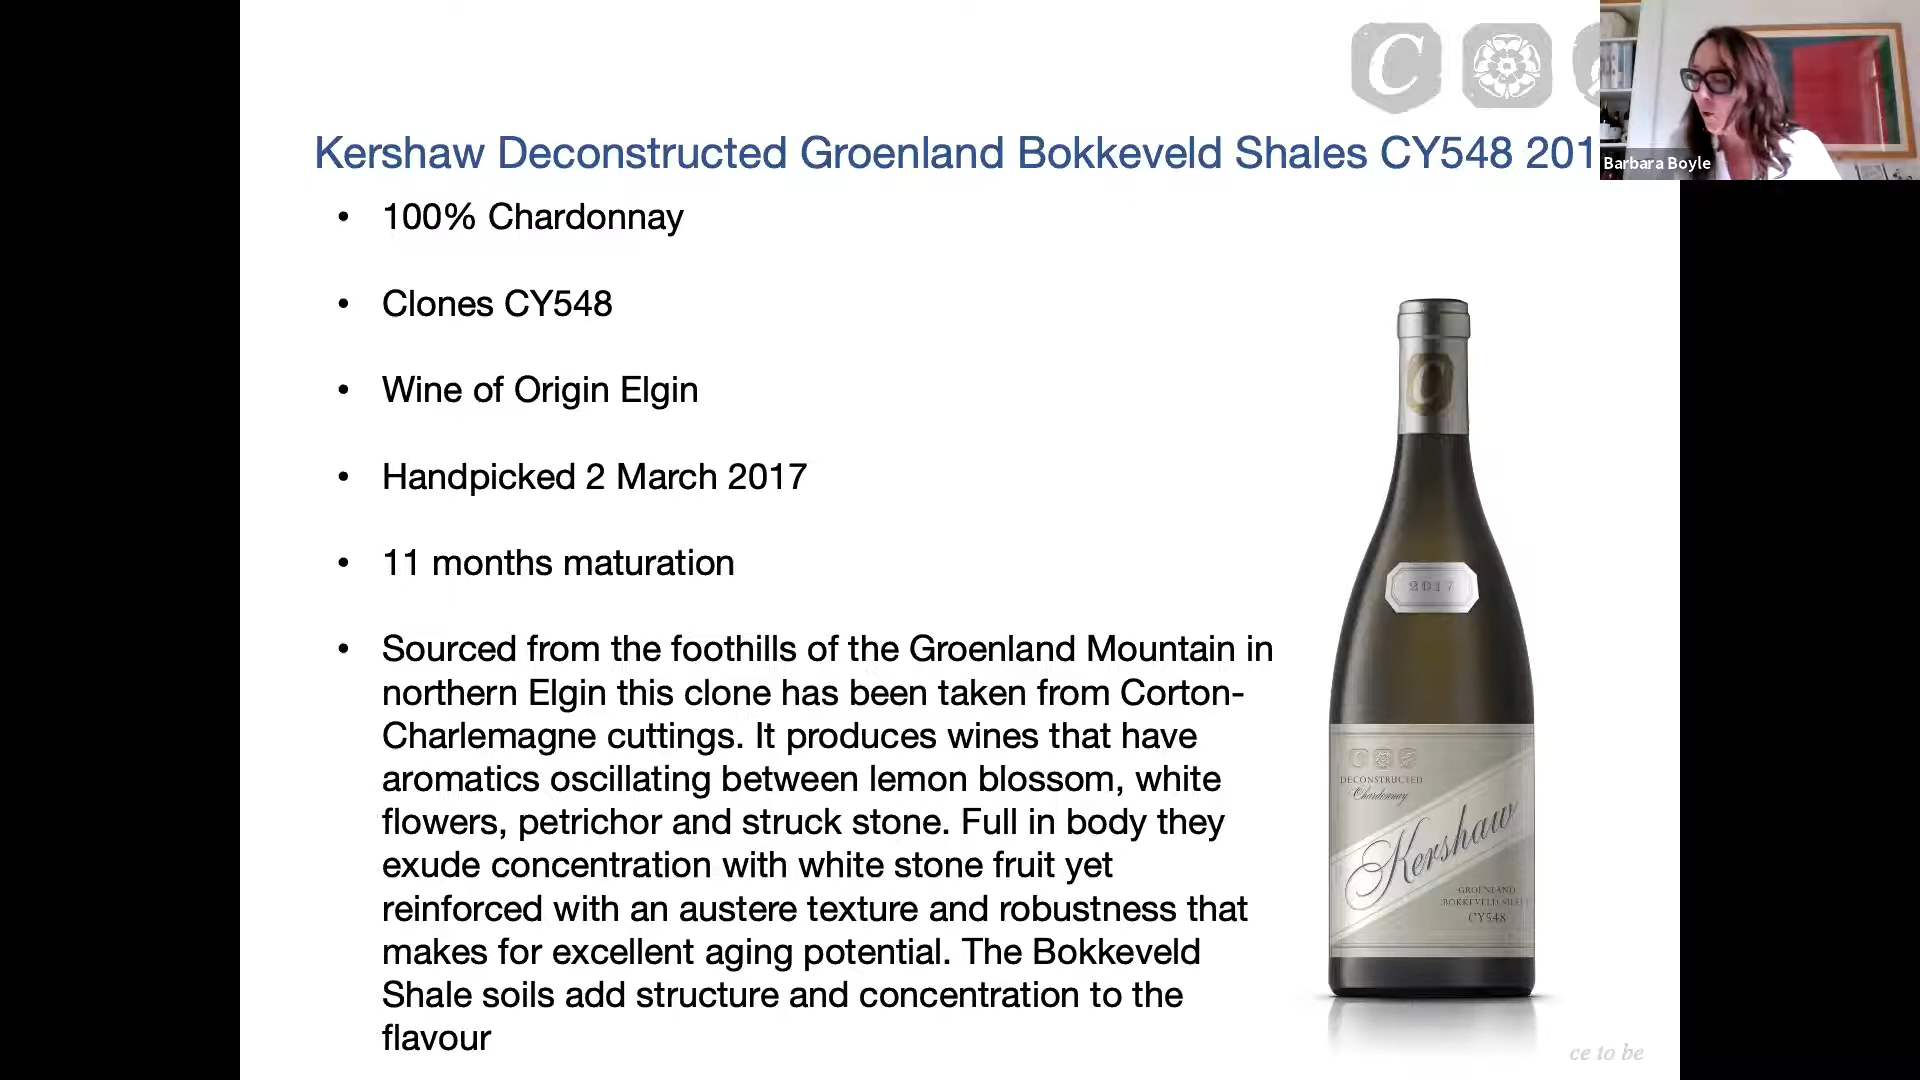 C
Kershaw Deconstructed Groenland Bokkeveld Shales CY548 201
Barbara Boyle
• 100% Chardonnay
• Clones CY548
• Wine of Origin Elgin
• Handpicked 2 March 2017
• 11 months maturation
• Sourced from the foothills of the Groenland Mountain in
northern Elgin this clone has been taken from Corton-
Charlemagne cuttings. It produces wines that have
aromatics oscillating between lemon blossom, white
flowers, petrichor and struck stone. Full in body they
exude concentration with white stone fruit yet
reinforced with an austere texture and robustness that
makes for excellent aging potential. The Bokkeveld
Shale soils add structure and concentration to the
flavour
C
2017
C
DECONSTRUCTED
Chardonnay
Kershaw
GROENLAND
BOKKEVELD
CY548
ce to be